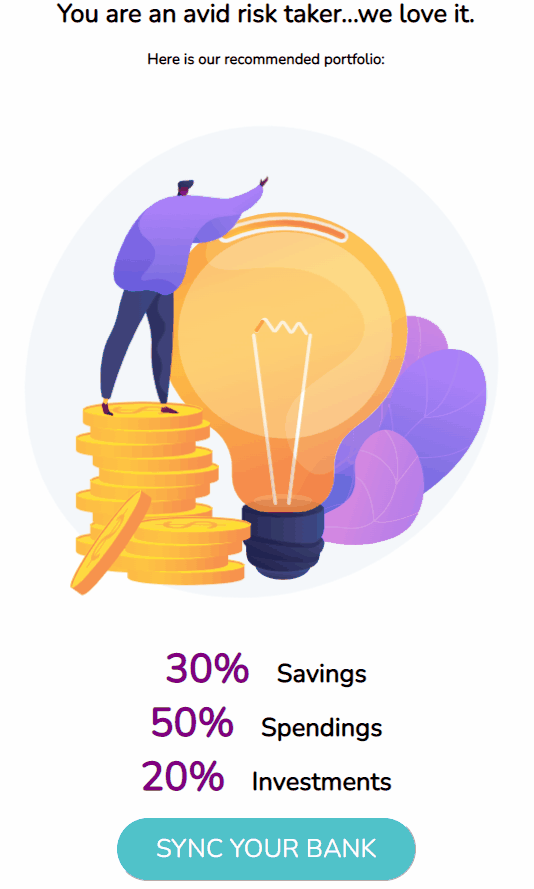 You are an avid risk taker...we love it.
Here is our recommended portfolio:
30% Savings
50% Spendings
20% Investments
SYNC YOUR BANK